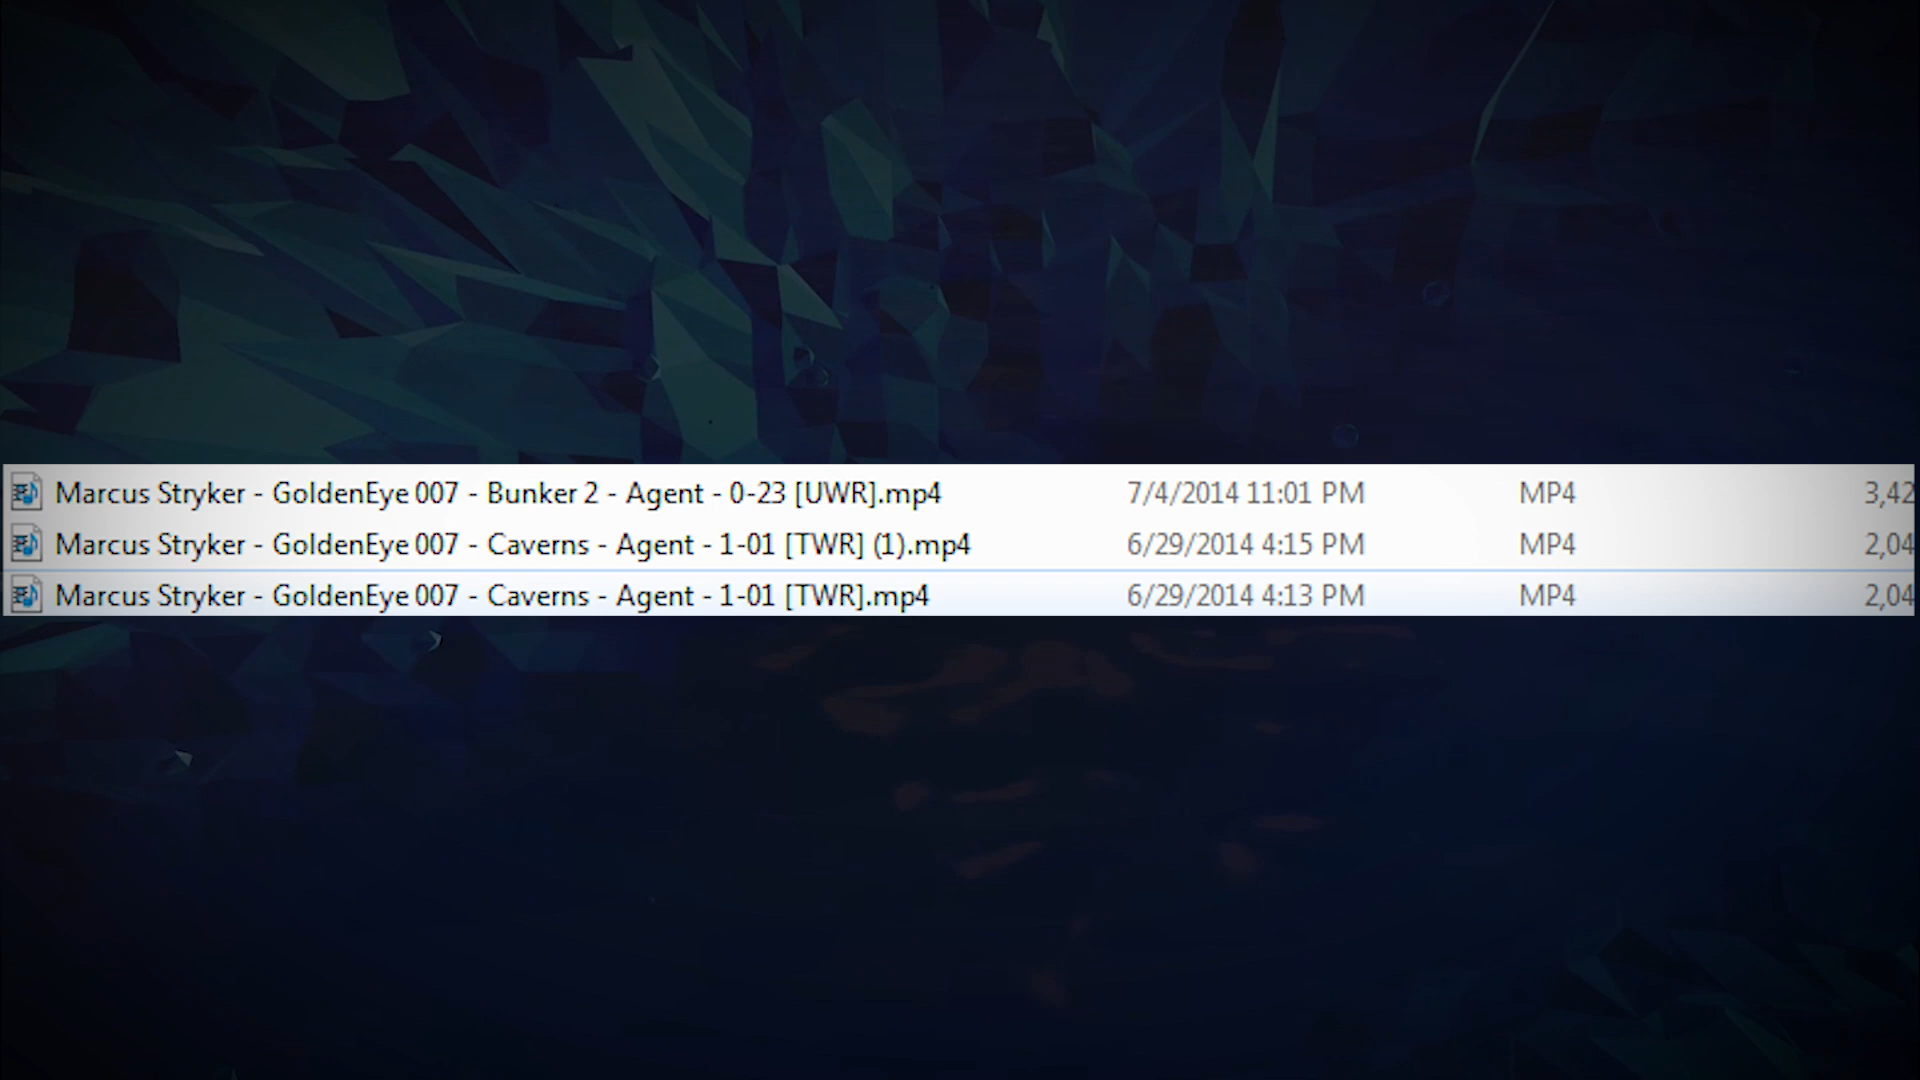 Marcus Stryker - GoldenEye 007 - Bunker 2 - Agent - 0-23 [UWR].mp4 7/4/2014 11:01 PM MP4 3,42
Marcus Stryker - GoldenEye 007 - Caverns - Agent - 1-01 [TWR] (1).mp4 6/29/2014 4:15 PM MP4 2,04
Marcus Stryker - GoldenEye 007 - Caverns - Agent - 1-01 [TWR].mp4 6/29/2014 4:13 PM MP4 2,04